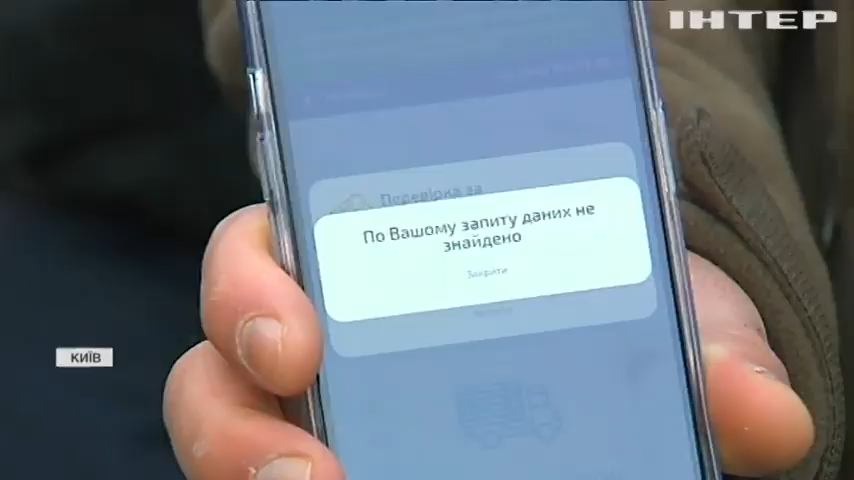 ІНТЕР
Перевірка за
По Вашому запиту даних не
знайдено
Закрити
КИЇВ